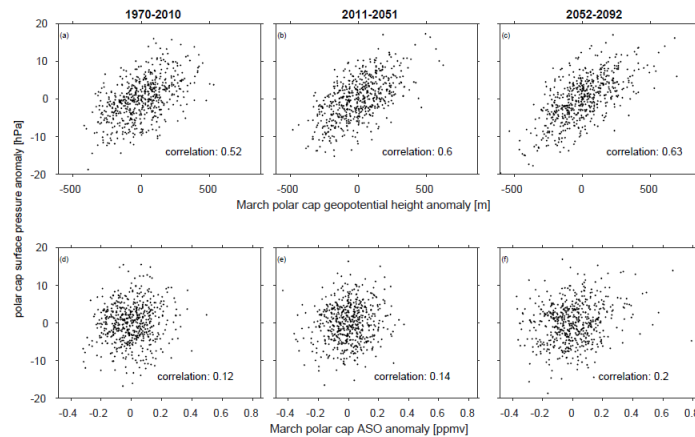 1970-2010 2011-2051 2052-2092
20 (a) (b) (c)
10
0
-10
correlation: 0.52 correlation: 0.6 correlation: 0.63
-20
-500 0 500 -500 0 500 -500 0 500
March polar cap geopotential height anomaly [m]
polar cap surface pressure anomaly [hPa]
20 (d) (e) (f)
10
0
-10
correlation: 0.12 correlation: 0.14 correlation: 0.2
-20
-0.4 -0.2 0 0.2 0.4 0.6 0.8 -0.4 -0.2 0 0.2 0.4 0.6 0.8 -0.4 -0.2 0 0.2 0.4 0.6 0.8
March polar cap ASO anomaly [ppmv]